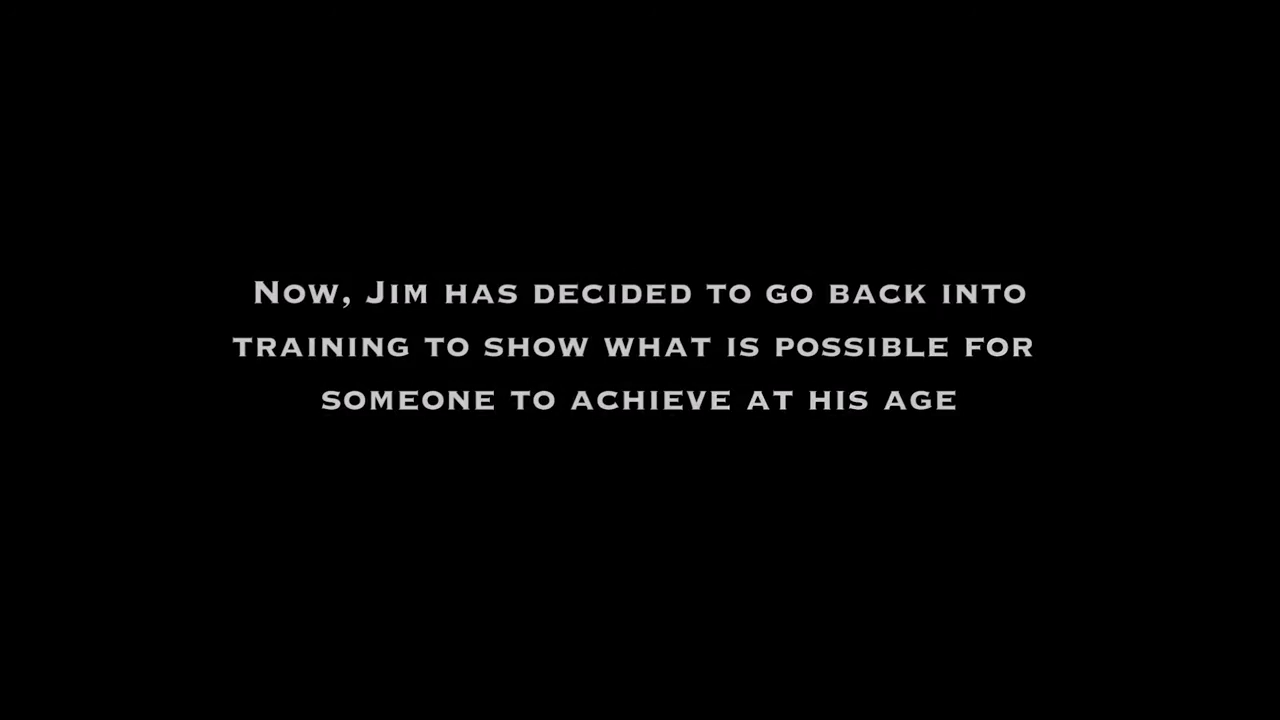 Now, Jim has decided to go back into
training to show what is possible for
someone to achieve at his age